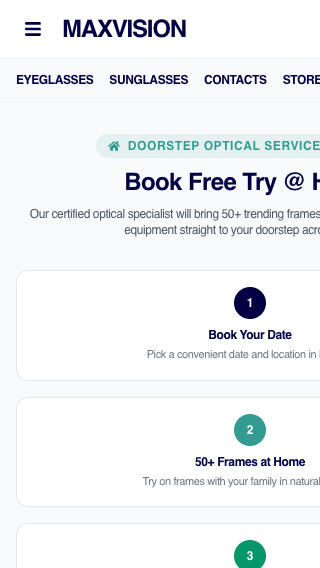 MAXVISION
EYEGLASSES SUNGLASSES CONTACTS STORE
DOORSTEP OPTICAL SERVICE
Book Free Try @ H
Our certified optical specialist will bring 50+ trending frames
equipment straight to your doorstep acro
1
Book Your Date
Pick a convenient date and location in
2
50+ Frames at Home
Try on frames with your family in natural
3